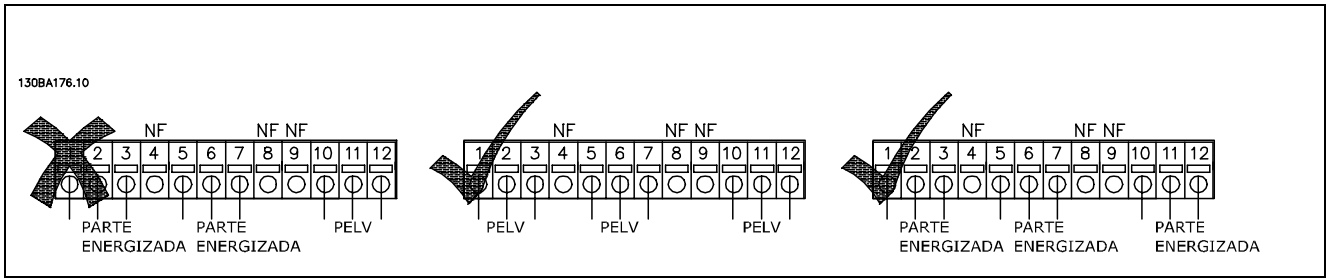 130BA176.10
NF NF NF
2 3 4 5 6 7 8 9 10 11 12
PARTE ENERGIZADA
PARTE ENERGIZADA
PELV
NF NF NF
1 2 3 4 5 6 7 8 9 10 11 12
PELV PELV PELV
NF NF NF
1 2 3 4 5 6 7 8 9 10 11 12
PARTE ENERGIZADA
PARTE ENERGIZADA
PARTE ENERGIZADA